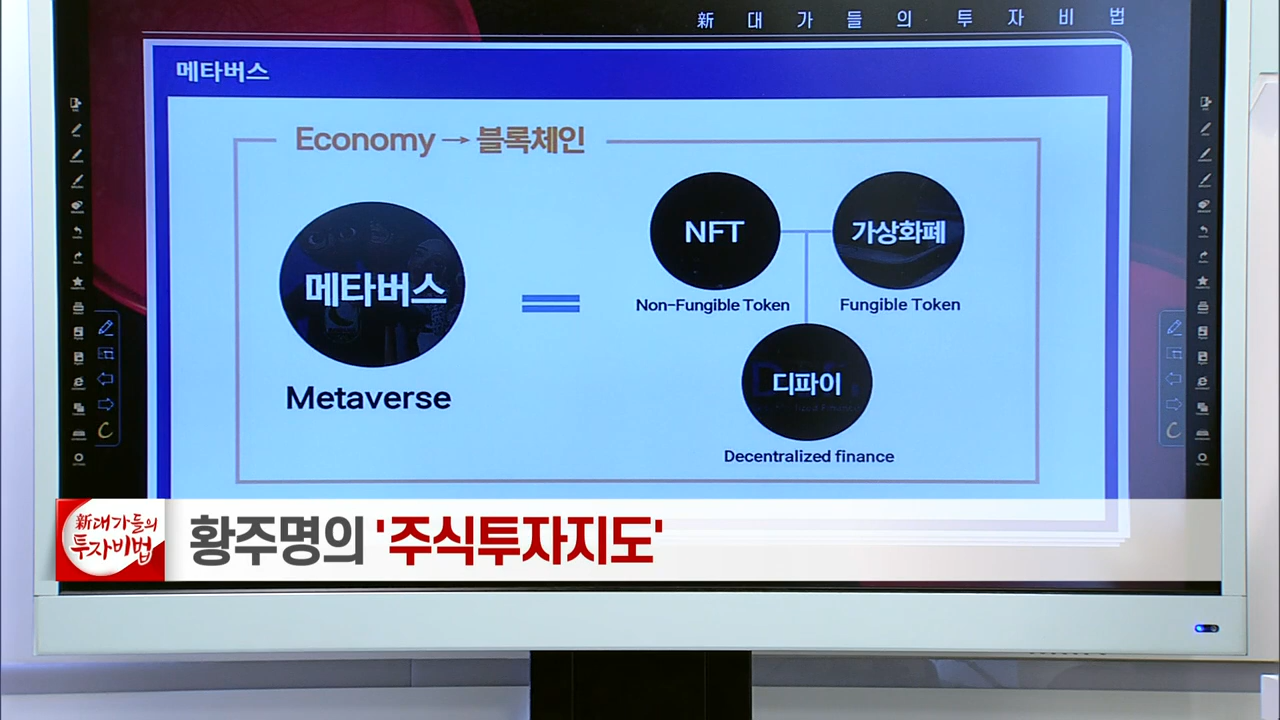 新 대 가 들 의 투 자 비 법
메타버스
Economy → 블록체인
메타버스
Metaverse
=
NFT
Non-Fungible Token
가상화폐
Fungible Token
디파이
Decentralized finance
新대가들의
투자비법
황주명의 '주식투자지도'